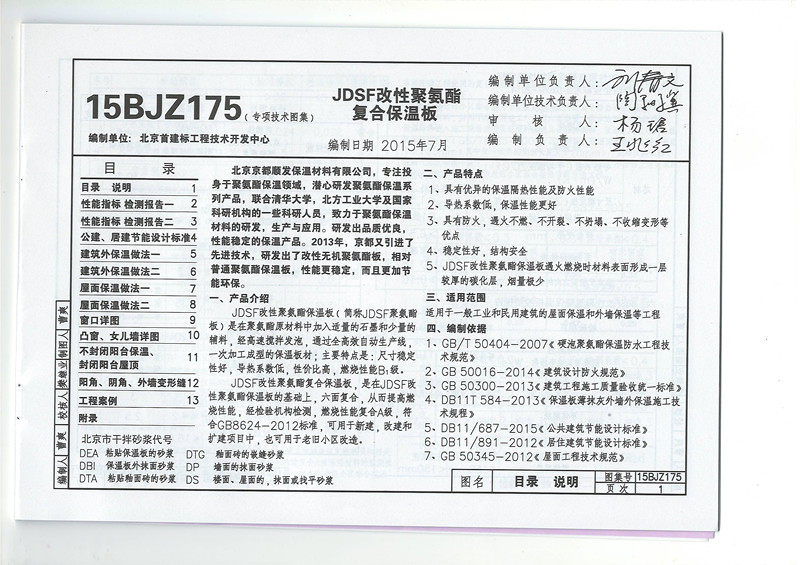 15BJZ175（专项技术图集）
编制单位：北京首建标工程技术开发中心
JDSF改性聚氨酯
复合保温板
编制日期 2015年7月
编制单位负责人：
编制单位技术负责人：
审核人：杨
编制负责人：
目 录
目录 说明 1
性能指标 检测报告一 2
性能指标 检测报告二 3
公建、居建节能设计标准 4
建筑外保温做法一 5
建筑外保温做法二 6
屋面保温做法一 7
屋面保温做法二 8
窗口详图 9
凸窗、女儿墙详图 10
不封闭阳台保温、
封闭阳台屋顶 11
阳角、阴角、外墙变形缝 12
工程案例 13
附录
北京市干拌砂浆代号
DEA 粘贴保温板的砂浆 DTG 釉面砖的嵌缝砂浆
DBI 保温板外抹面砂浆 DP 墙面的抹面砂浆
DTA 粘贴釉面砖的砂浆 DS 楼面、屋面的，抹面或找平砂浆
北京京都顺发保温材料有限公司，专注投
身于聚氨酯保温领域，潜心研发聚氨酯保温系
列产品，联合清华大学，北方工业大学及国家
科研机构的一些科研人员，致力于聚氨酯保温
材料的研发，生产与应用。研发出品质优良，
性能稳定的保温产品。2013年，京都又引进了
先进技术，研发出了改性无机聚氨酯板，相对
普通聚氨酯保温板，性能更稳定，而且更加节
能环保。
一、产品介绍
JDSF改性聚氨酯保温板（简称JDSF聚氨酯
板）是在聚氨酯原材料中加入适量的石墨和少量的
辅料，经高速搅拌发泡，通过全高效自动生产线，
一次加工成型的保温板材；主要特点是：尺寸稳定
性好，导热系数低，性价比高，燃烧性能B₁级。
JDSF改性聚氨酯复合保温板，是在JDSF改
性聚氨酯保温板的基础上，六面复合，从而提高燃
烧性能，经检验机构检测，燃烧性能复合A级，符
合GB8624-2012标准，可用于新建，改建和
扩建项目中，也可用于老旧小区改造。
二、产品特点
1、具有优异的保温隔热性能及防火性能
2、导热系数低，保温性能更好
3、具有防火，遇火不燃、不开裂、不坍塌、不收缩变形等
优点
4、稳定性好，结构安全
5、JDSF改性聚氨酯保温板遇火燃烧时材料表面形成一层
较厚的碳化层，烟量极少
三、适用范围
适用于一般工业和民用建筑的屋面保温和外墙保温等工程
四、编制依据
1、GB/T 50404-2007《硬泡聚氨酯保温防水工程技
术规范》
2、GB 50016-2014《建筑设计防火规范》
3、GB 50300-2013《建筑工程施工质量验收统一标准》
4、DB11T 584-2013《保温板薄抹灰外墙外保温施工技
术规程》
5、DB11/687-2015《公共建筑节能设计标准》
6、DB11/891-2012《居住建筑节能设计标准》
7、GB 50345-2012《屋面工程技术规范》
图名 目录 说明 图集号 15BJZ175
页次 1
编制人 曹爽 校核人 樊继业 制图人 曹爽